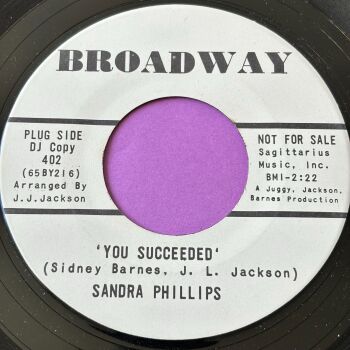 BROADWAY
PLUG SIDE
DJ Copy
402
(65BY216)
Arranged By
J.J.Jackson
NOT FOR SALE
Sagittarius
Music, Inc.
BMI-2:22
A Juggy, Jackson,
Barnes Production
'YOU SUCCEEDED'
(Sidney Barnes, J. L. Jackson)
SANDRA PHILLIPS